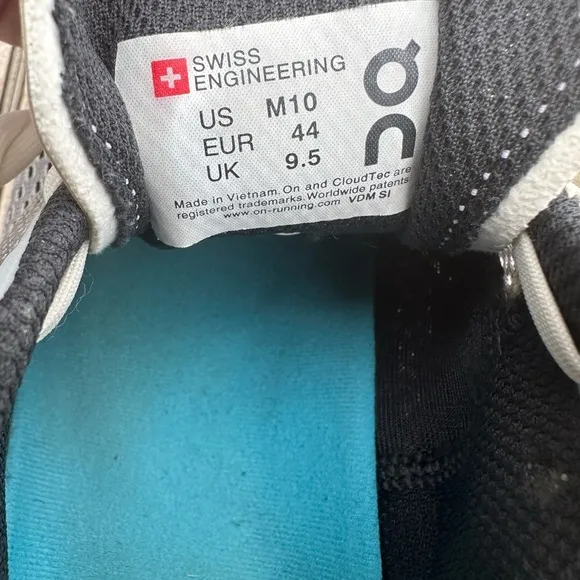 SWISS
ENGINEERING
US M10
EUR 44
UK 9.5
Made in Vietnam. On and CloudTec are
registered trademarks. Worldwide patents
www.on-running.com VDM SI